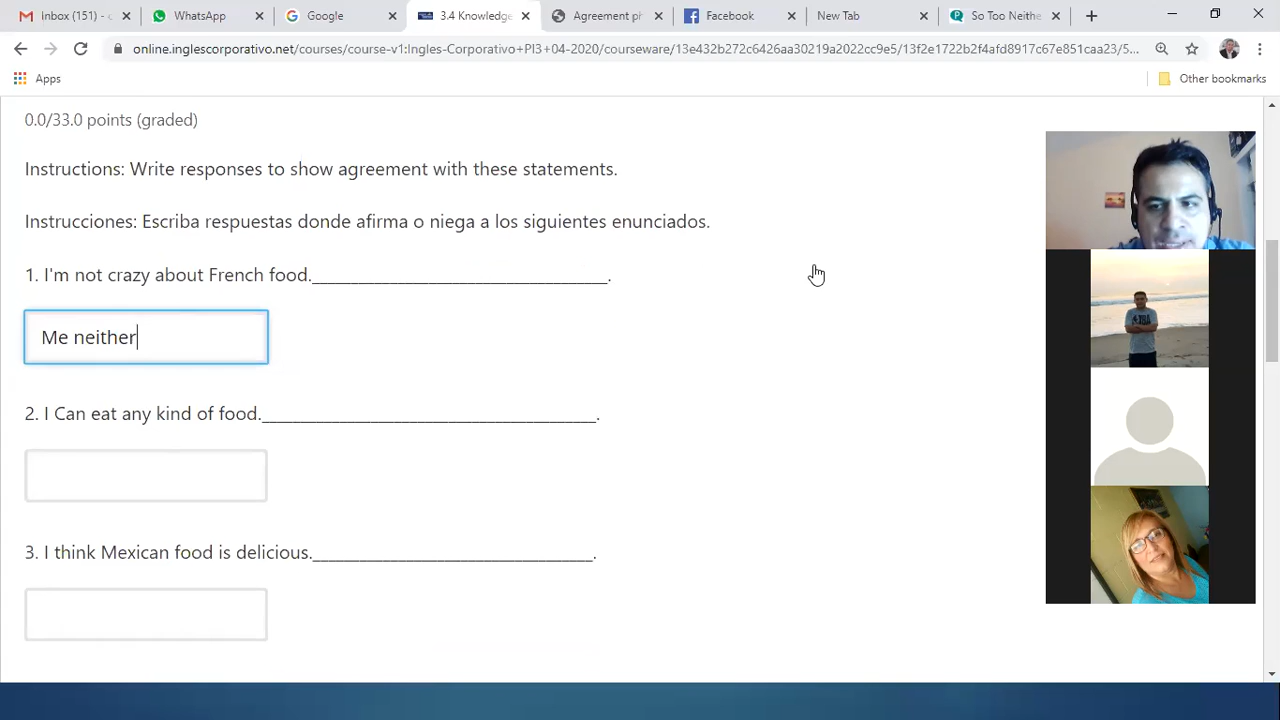 Inbox (151) - c
WhatsApp
Google
3.4 Knowledge
Agreement ph
Facebook
New Tab
So Too Neithe
online.inglescorporativo.net/courses/course-v1:Ingles-Corporativo+PI3+04-2020/courseware/13e432b272c6426aa30219a2022cc9e5/13f2e1722b2f4afd8917c67e851caa23/5...
Apps
Other bookmarks
0.0/33.0 points (graded)
Instructions: Write responses to show agreement with these statements.
Instrucciones: Escriba respuestas donde afirma o niega a los siguientes enunciados.
1. I'm not crazy about French food.___________________________________.
Me neither
2. I Can eat any kind of food.________________________________________.
3. I think Mexican food is delicious._________________________________.